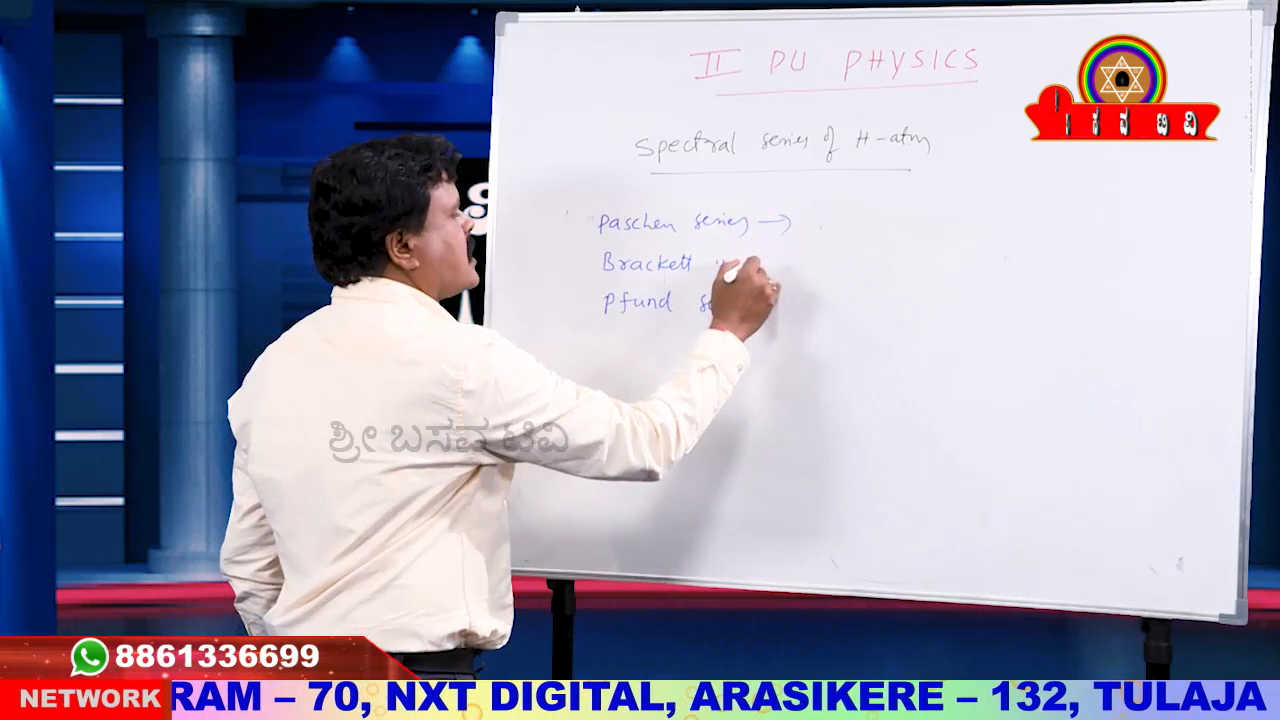 II PU PHYSICS
Spectral series of H-atm
Paschen series →
Brackett
Pfund
ಶ್ರೀ ಬಸವ ಟಿವಿ
8861336699
NETWORK RAM – 70, NXT DIGITAL, ARASIKERE – 132, TULAJA